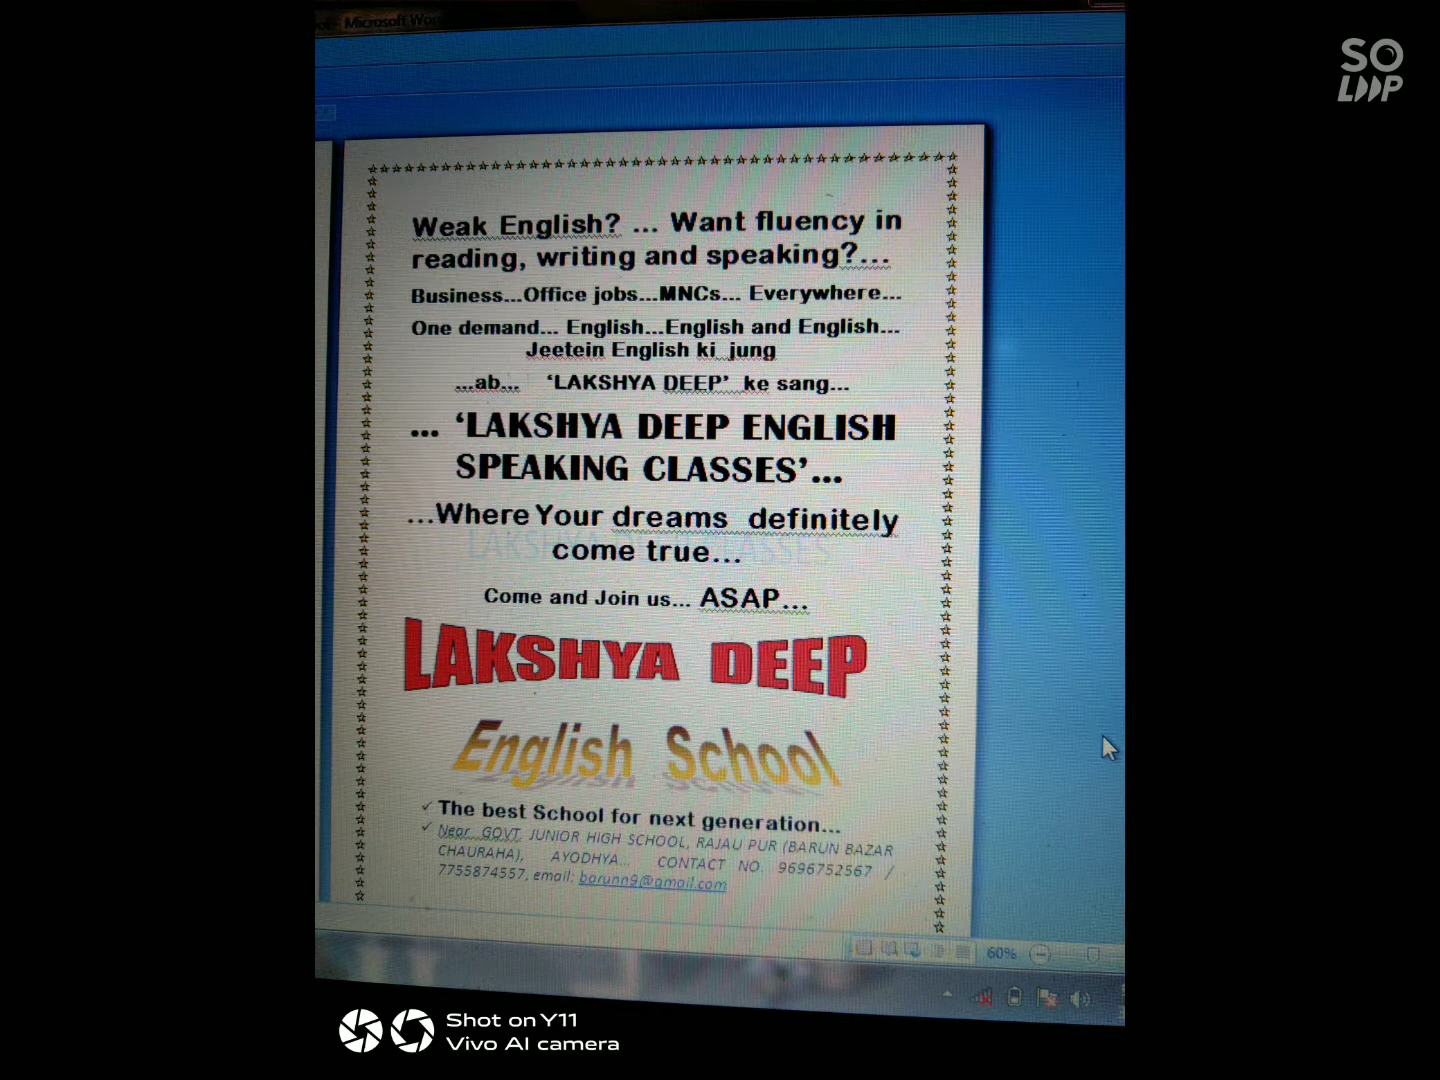 Microsoft Wor
SO
LOOP
Weak English? ... Want fluency in
reading, writing and speaking?...
Business...Office jobs...MNCs... Everywhere...
One demand... English...English and English...
Jeetein English ki jung
...ab... ‘LAKSHYA DEEP’ ke sang...
... ‘LAKSHYA DEEP ENGLISH
SPEAKING CLASSES’...
...Where Your dreams definitely
LAKSHYA DEEP CLASSES
come true...
Come and Join us... ASAP...
LAKSHYA DEEP
English School
✓ The best School for next generation...
✓ Near GOVT. JUNIOR HIGH SCHOOL, RAJAU PUR (BARUN BAZAR
CHAURAHA), AYODHYA... CONTACT NO. 9696752567 /
7755874557, email: barunn9@gmail.com
60%
Shot on Y11
Vivo AI camera